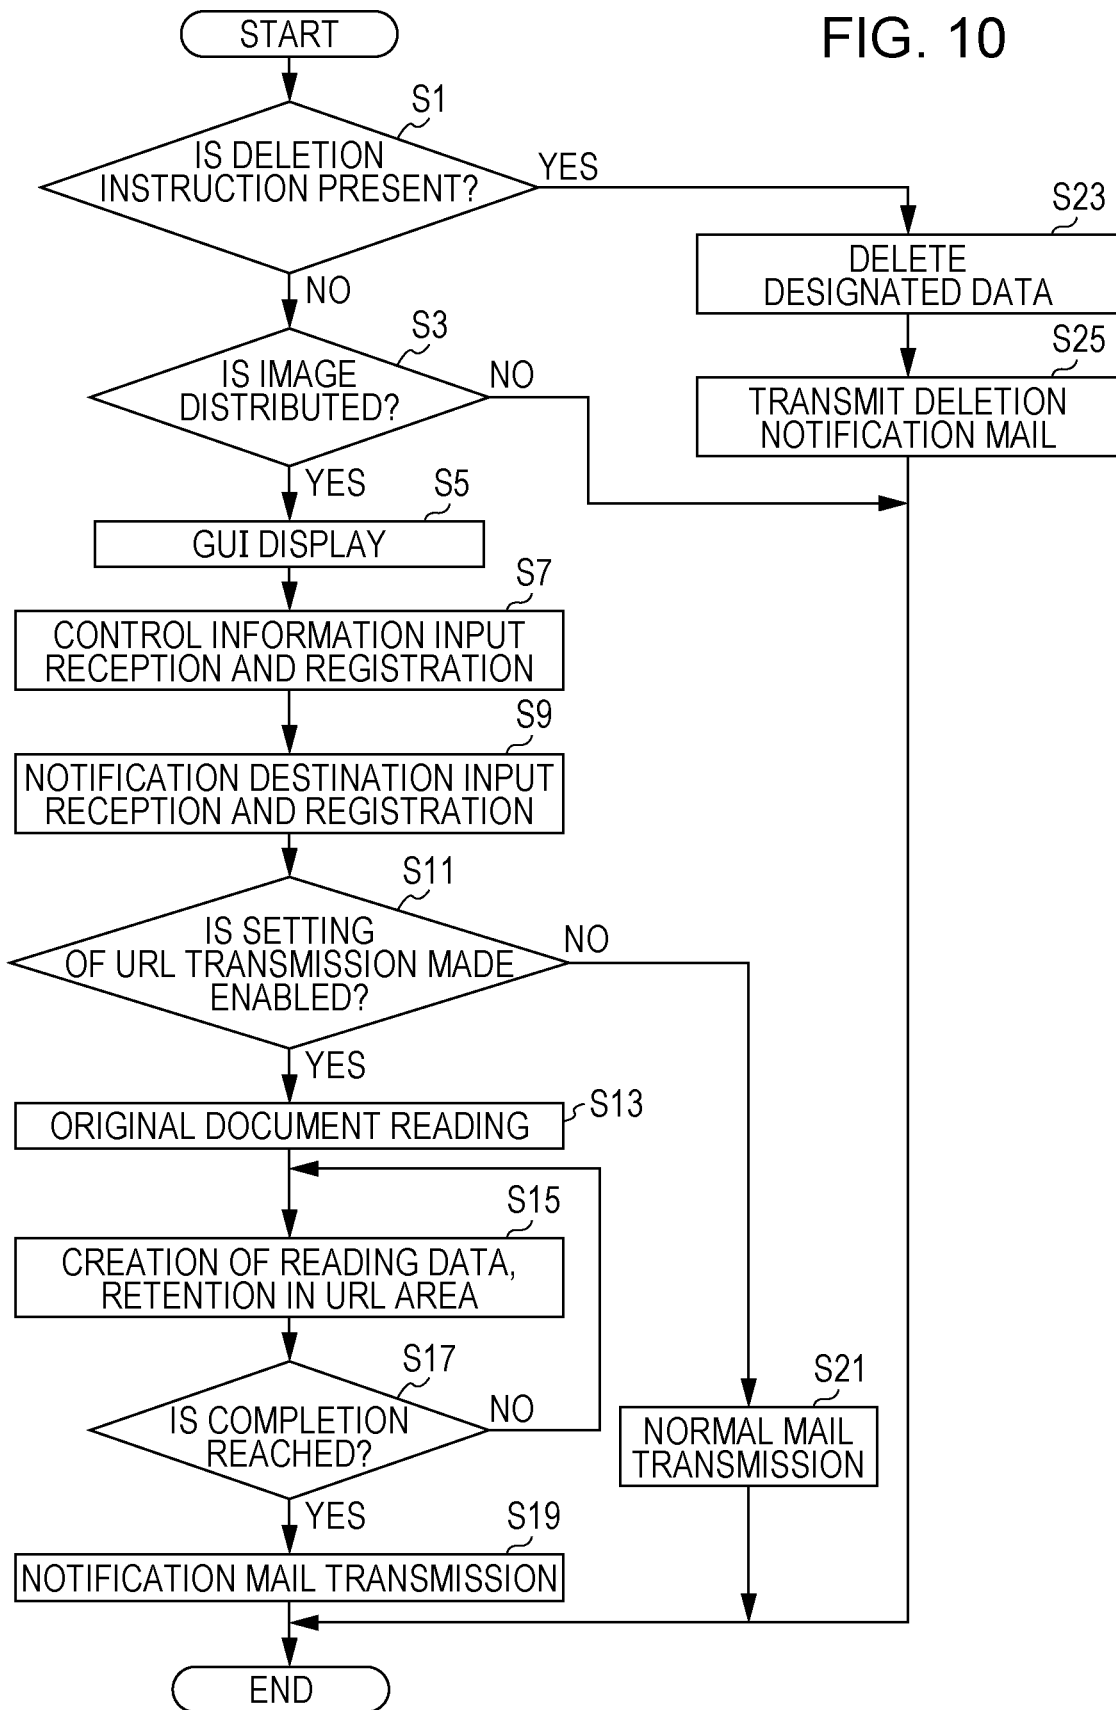 START
FIG. 10
S1
IS DELETION
INSTRUCTION PRESENT?
YES
NO
S23
DELETE
DESIGNATED DATA
S3
IS IMAGE
DISTRIBUTED?
NO
YES
S25
TRANSMIT DELETION
NOTIFICATION MAIL
S5
GUI DISPLAY
S7
CONTROL INFORMATION INPUT
RECEPTION AND REGISTRATION
S9
NOTIFICATION DESTINATION INPUT
RECEPTION AND REGISTRATION
S11
IS SETTING
OF URL TRANSMISSION MADE
ENABLED?
NO
YES
ORIGINAL DOCUMENT READING
S13
S15
CREATION OF READING DATA,
RETENTION IN URL AREA
S17
IS COMPLETION
REACHED?
NO
YES
S21
NORMAL MAIL
TRANSMISSION
S19
NOTIFICATION MAIL TRANSMISSION
END